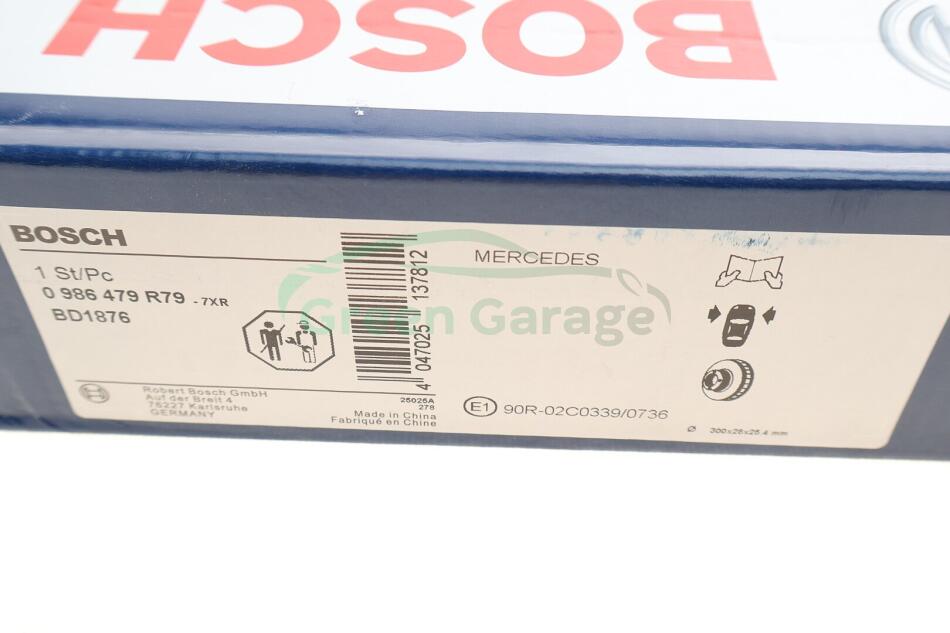 BOSCH
BOSCH
1 St/Pc
0 986 479 R79 - 7XR
BD1876
4 047025 137812
MERCEDES
Green Garage
Robert Bosch GmbH
Auf der Breit 4
76227 Karlsruhe
GERMANY
25025A
278
Made in China
Fabriqué en Chine
E1 90R-02C0339/0736
Ø 300x28x25.4 mm